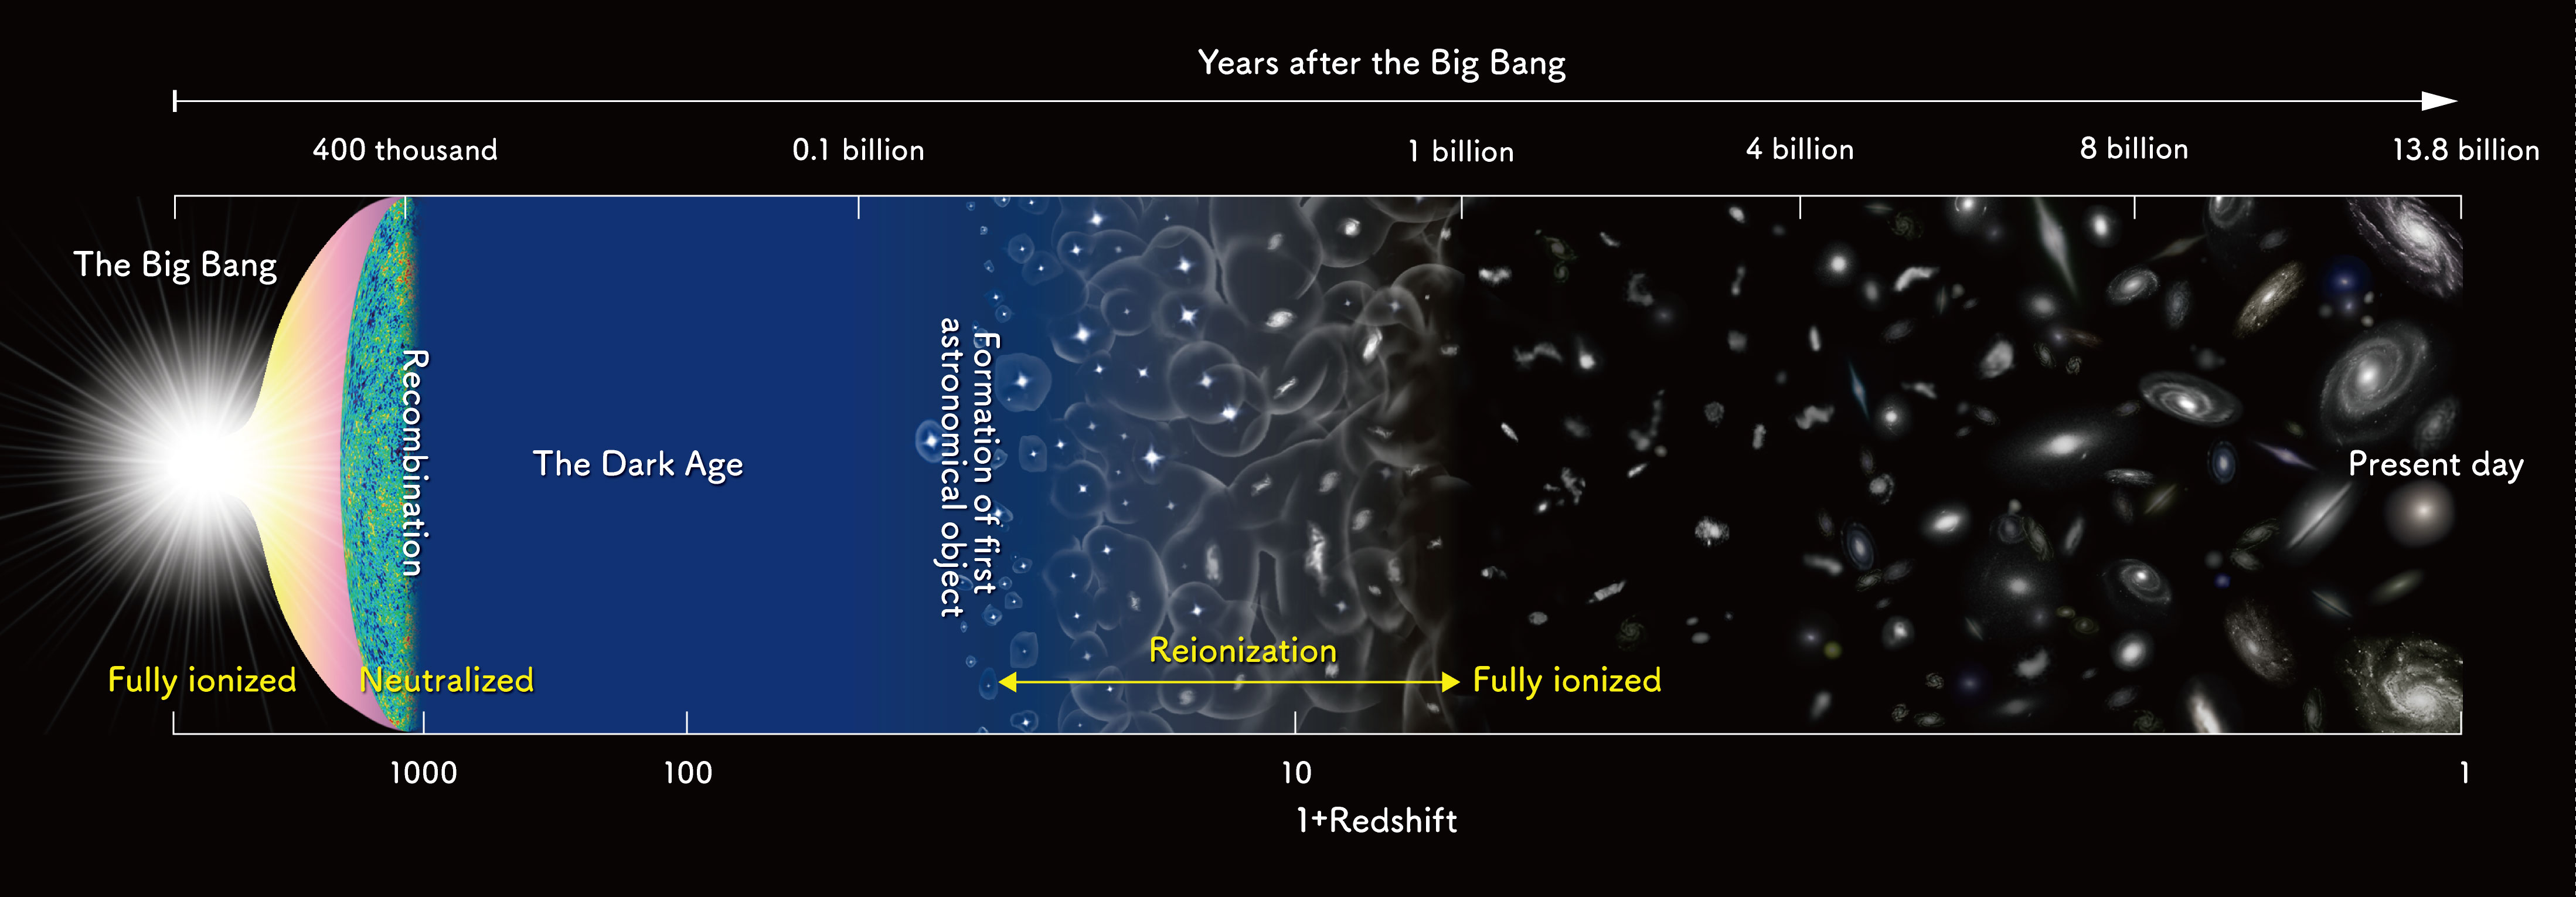 Years after the Big Bang
400 thousand
0.1 billion
1 billion
4 billion
8 billion
13.8 billion
The Big Bang
Recombination
The Dark Age
Formation of first
astronomical object
Present day
Reionization
Fully ionized
Neutralized
Fully ionized
1000
100
10
1
1+Redshift